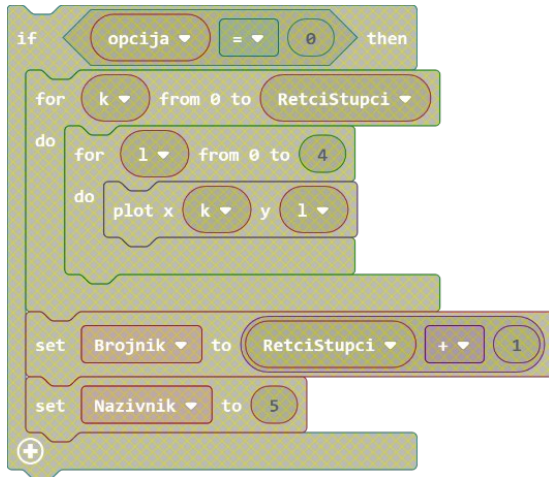 if opcija = 0 then
for k from 0 to RetciStupci
do for l from 0 to 4
do plot x k y l
set Brojnik to RetciStupci + 1
set Nazivnik to 5